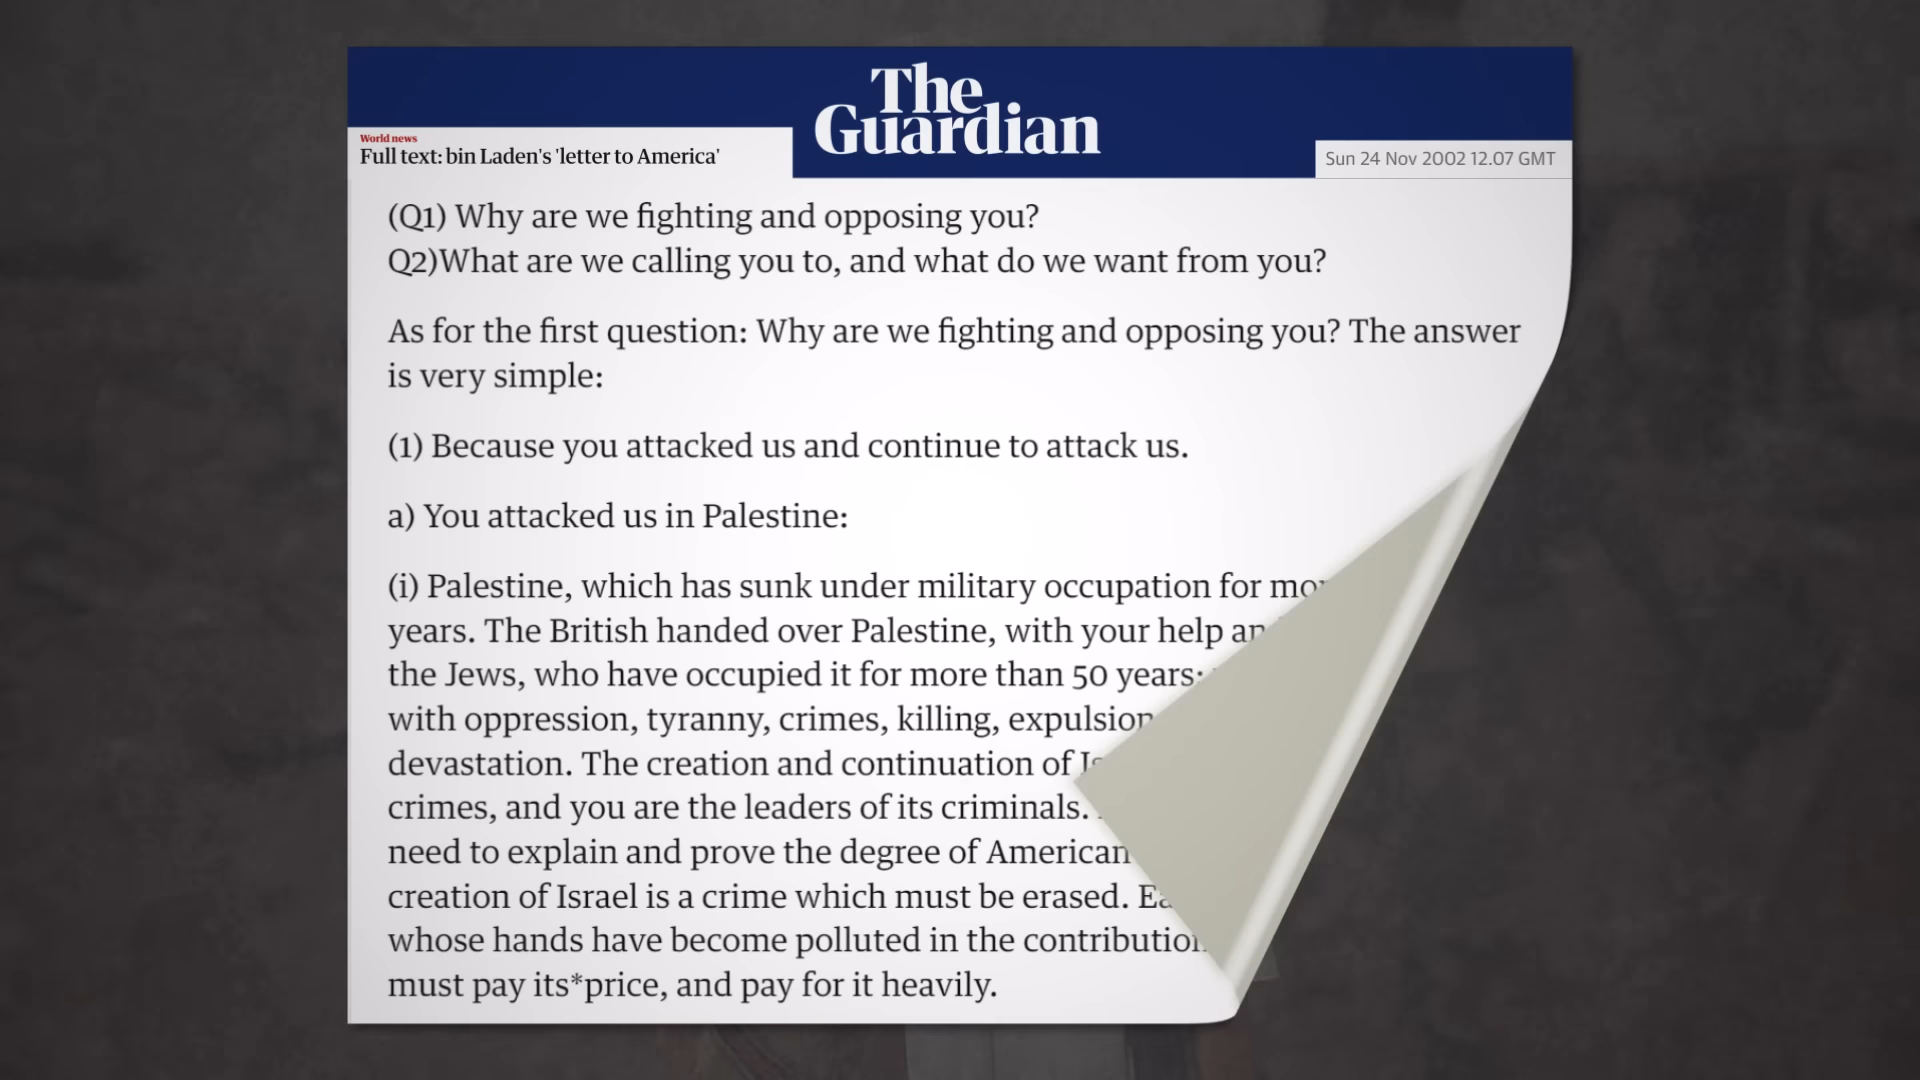 The
Guardian
World news
Full text: bin Laden's 'letter to America'
Sun 24 Nov 2002 12.07 GMT
(Q1) Why are we fighting and opposing you?
Q2)What are we calling you to, and what do we want from you?
As for the first question: Why are we fighting and opposing you? The answer
is very simple:
(1) Because you attacked us and continue to attack us.
a) You attacked us in Palestine:
(i) Palestine, which has sunk under military occupation for
years. The British handed over Palestine, with your help
the Jews, who have occupied it for more than 50 years;
with oppression, tyranny, crimes, killing, expulsion
devastation. The creation and continuation of
crimes, and you are the leaders of its criminals.
need to explain and prove the degree of American
creation of Israel is a crime which must be erased.
whose hands have become polluted in the contribution
must pay its*price, and pay for it heavily.